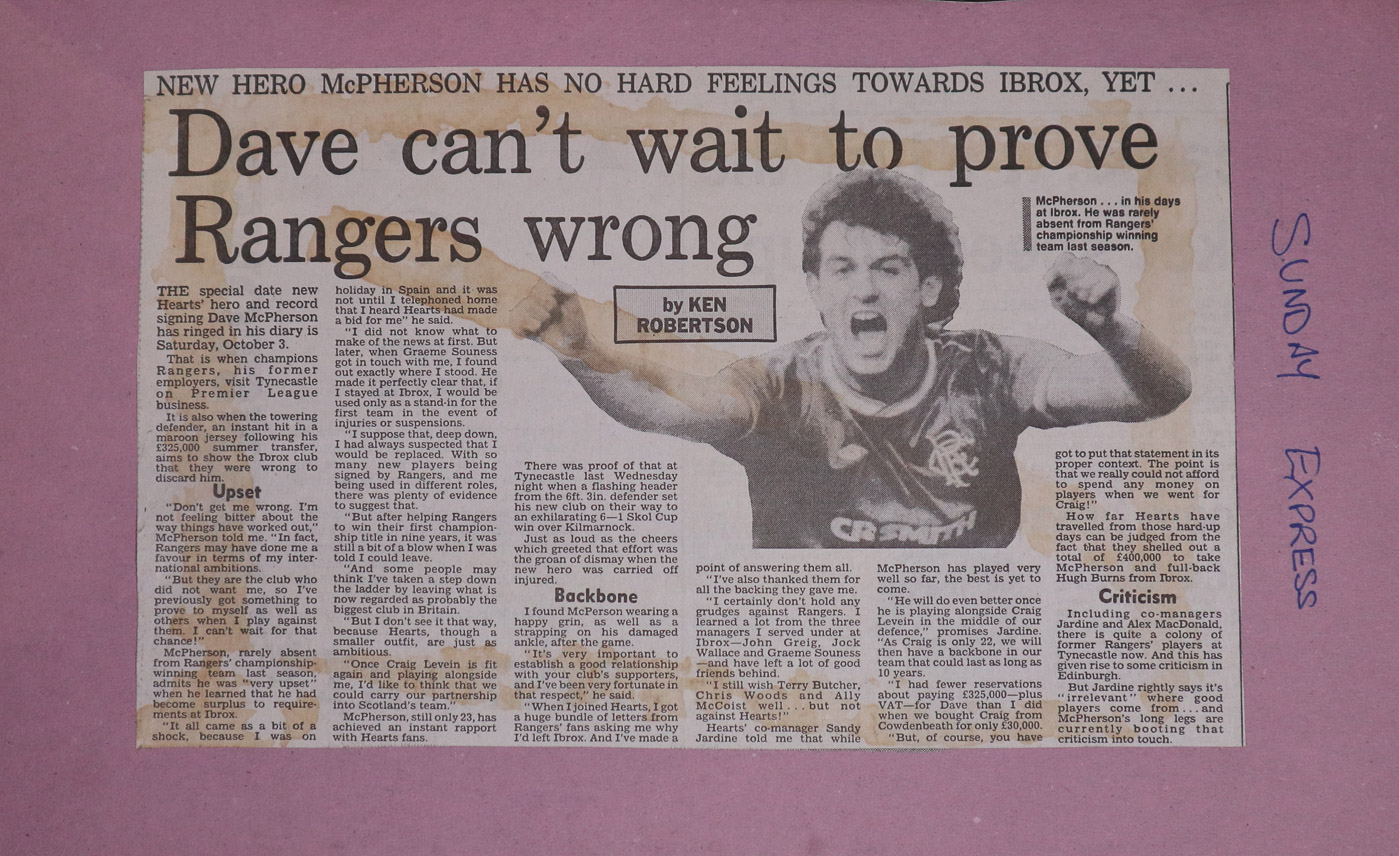 NEW HERO McPHERSON HAS NO HARD FEELINGS TOWARDS IBROX, YET ...
Dave can't wait to prove
Rangers wrong
McPherson . . . in his days
at Ibrox. He was rarely
absent from Rangers'
championship winning
team last season.
by KEN
ROBERTSON
THE special date new
Hearts' hero and record
signing Dave McPherson
has ringed in his diary is
Saturday, October 3.
That is when champions
Rangers, his former
employers, visit Tynecastle
on Premier League
business.
It is also when the towering
defender, an instant hit in a
maroon jersey following his
£325,000 summer transfer,
aims to show the Ibrox club
that they were wrong to
discard him.
Upset
"Don't get me wrong. I'm
not feeling bitter about the
way things have worked out,"
McPherson told me. "In fact,
Rangers may have done me a
favour in terms of my inter-
national ambitions.
"But they are the club who
did not want me, so I've
previously got something to
prove to myself as well as
others when I play against
them. I can't wait for that
chance!"
McPherson, rarely absent
from Rangers' championship-
winning team last season,
admits he was "very upset"
when he learned that he had
become surplus to require-
ments at Ibrox.
"It all came as a bit of a
shock, because I was on
holiday in Spain and it was
not until I telephoned home
that I heard Hearts had made
a bid for me" he said.
"I did not know what to
make of the news at first. But
later, when Graeme Souness
got in touch with me, I found
out exactly where I stood. He
made it perfectly clear that, if
I stayed at Ibrox, I would be
used only as a stand-in for the
first team in the event of
injuries or suspensions.
"I suppose that, deep down,
I had always suspected that I
would be replaced. With so
many new players being
signed by Rangers, and me
being used in different roles,
there was plenty of evidence
to suggest that.
"But after helping Rangers
to win their first champion-
ship title in nine years, it was
still a bit of a blow when I was
told I could leave.
"And some people may
think I've taken a step down
the ladder by leaving what is
now regarded as probably the
biggest club in Britain.
"But I don't see it that way,
because Hearts, though a
smaller outfit, are just as
ambitious.
"Once Craig Levein is fit
again and playing alongside
me, I'd like to think that we
could carry our partnership
into Scotland's team."
McPherson, still only 23, has
achieved an instant rapport
with Hearts fans.
There was proof of that at
Tynecastle last Wednesday
night when a flashing header
from the 6ft. 3in. defender set
his new club on their way to
an exhilarating 6—1 Skol Cup
win over Kilmarnock.
Just as loud as the cheers
which greeted that effort was
the groan of dismay when the
new hero was carried off
injured.
Backbone
I found McPerson wearing a
happy grin, as well as a
strapping on his damaged
ankle, after the game.
"It's very important to
establish a good relationship
with your club's supporters,
and I've been very fortunate in
that respect," he said.
"When I joined Hearts, I got
a huge bundle of letters from
Rangers' fans asking me why
I'd left Ibrox. And I've made a
point of answering them all.
"I've also thanked them for
all the backing they gave me.
"I certainly don't hold any
grudges against Rangers. I
learned a lot from the three
managers I served under at
Ibrox—John Greig, Jock
Wallace and Graeme Souness
—and have left a lot of good
friends behind.
"I still wish Terry Butcher,
Chris Woods and Ally
McCoist well . . . but not
against Hearts!"
Hearts' co-manager Sandy
Jardine told me that while
McPherson has played very
well so far, the best is yet to
come.
"He will do even better once
he is playing alongside Craig
Levein in the middle of our
defence," promises Jardine.
"As Craig is only 22, we will
then have a backbone in our
team that could last as long as
10 years.
"I had fewer reservations
about paying £325,000—plus
VAT—for Dave than I did
when we bought Craig from
Cowdenbeath for only £30,000.
"But, of course, you have
got to put that statement in its
proper context. The point is
that we really could not afford
to spend any money on
players when we went for
Craig!"
How far Hearts have
travelled from those hard-up
days can be judged from the
fact that they shelled out a
total of £400,000 to take
McPherson and full-back
Hugh Burns from Ibrox.
Criticism
Including co-managers
Jardine and Alex MacDonald,
there is quite a colony of
former Rangers' players at
Tynecastle now. And this has
given rise to some criticism in
Edinburgh.
But Jardine rightly says it's
"irrelevant" where good
players come from . . . and
McPherson's long legs are
currently booting that
criticism into touch.
CR SMITH
SUNDAY EXPRESS